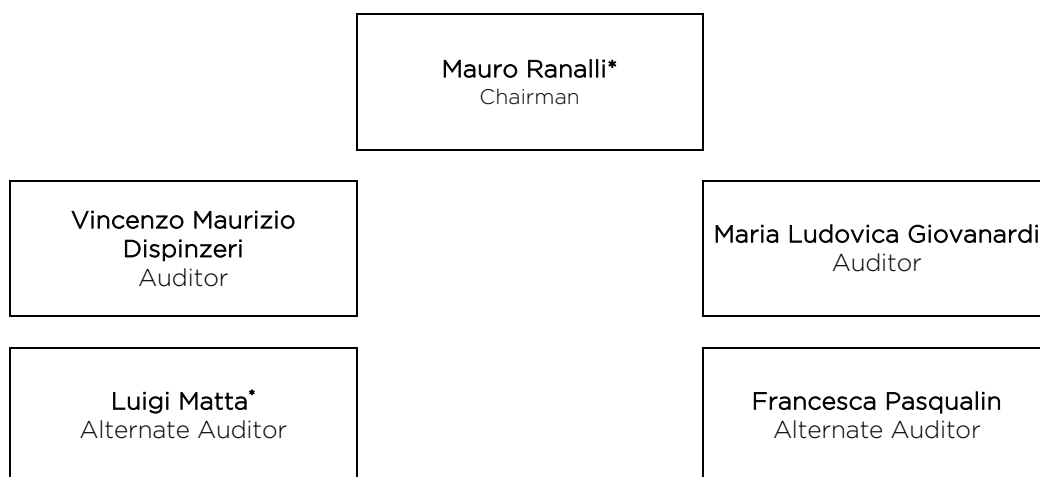 Mauro Ranalli*
Chairman
Vincenzo Maurizio
Dispinzeri
Auditor
Maria Ludovica Giovanardi
Auditor
Luigi Matta*
Alternate Auditor
Francesca Pasqualin
Alternate Auditor